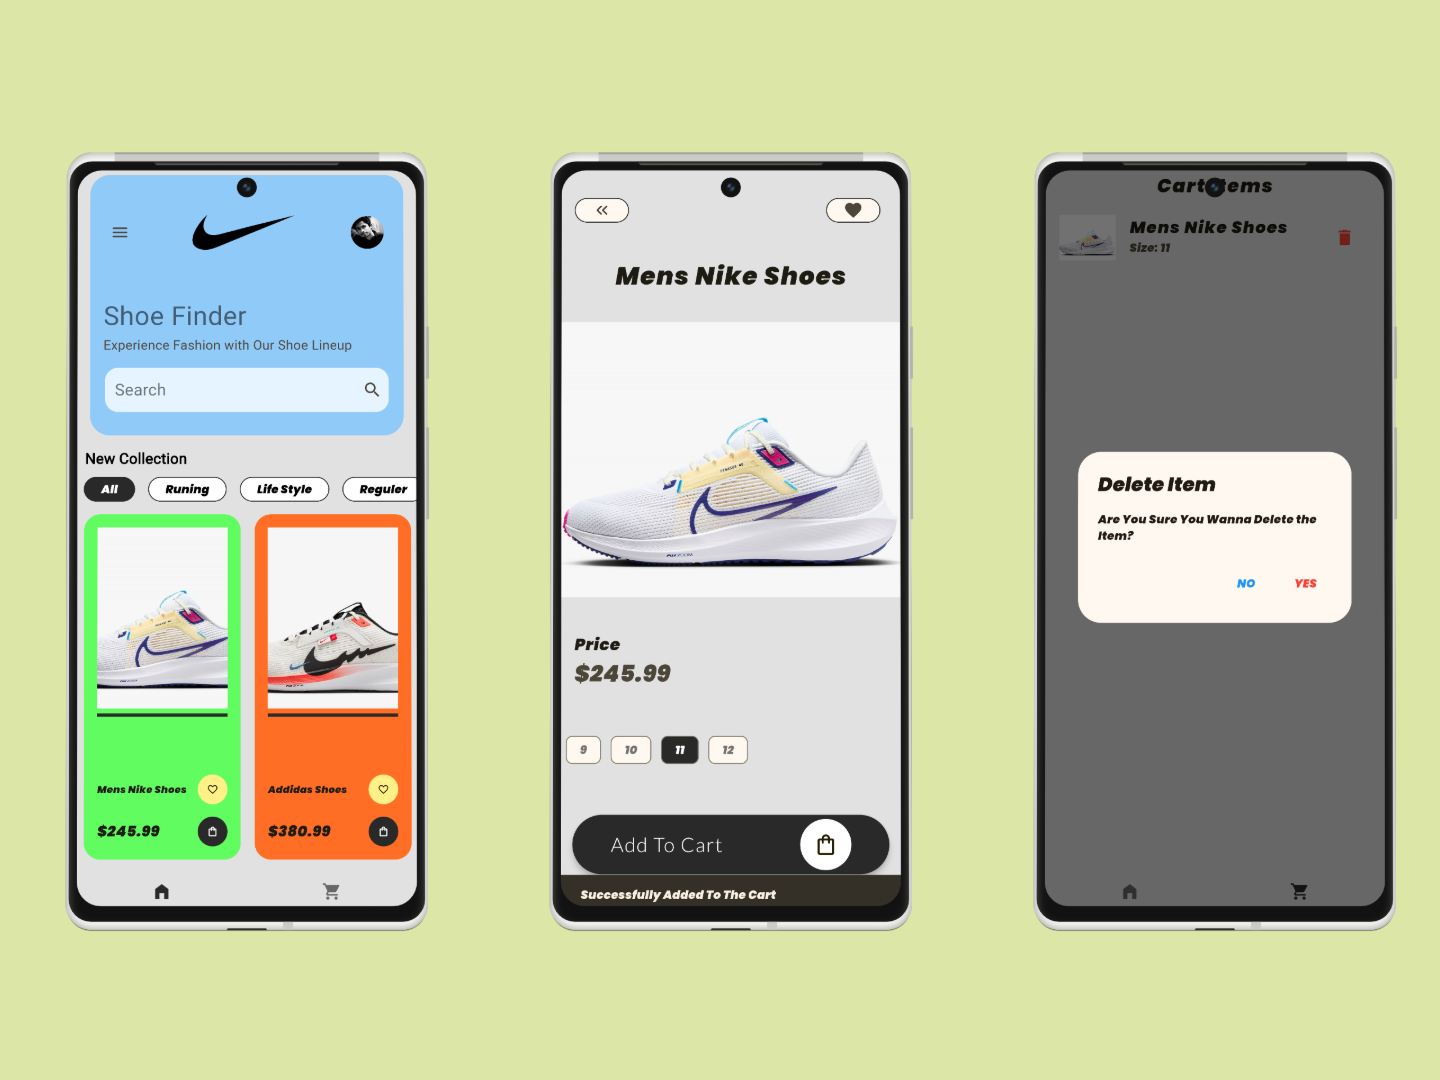 Shoe Finder
Experience Fashion with Our Shoe Lineup
Search
New Collection
All
Runing
Life Style
Reguler
Mens Nike Shoes
$245.99
Addidas Shoes
$380.99
Mens Nike Shoes
Price
$245.99
9
10
11
12
Add To Cart
Successfully Added To The Cart
Cart Items
Mens Nike Shoes
Size: 11
Delete Item
Are You Sure You Wanna Delete the
Item?
NO
YES